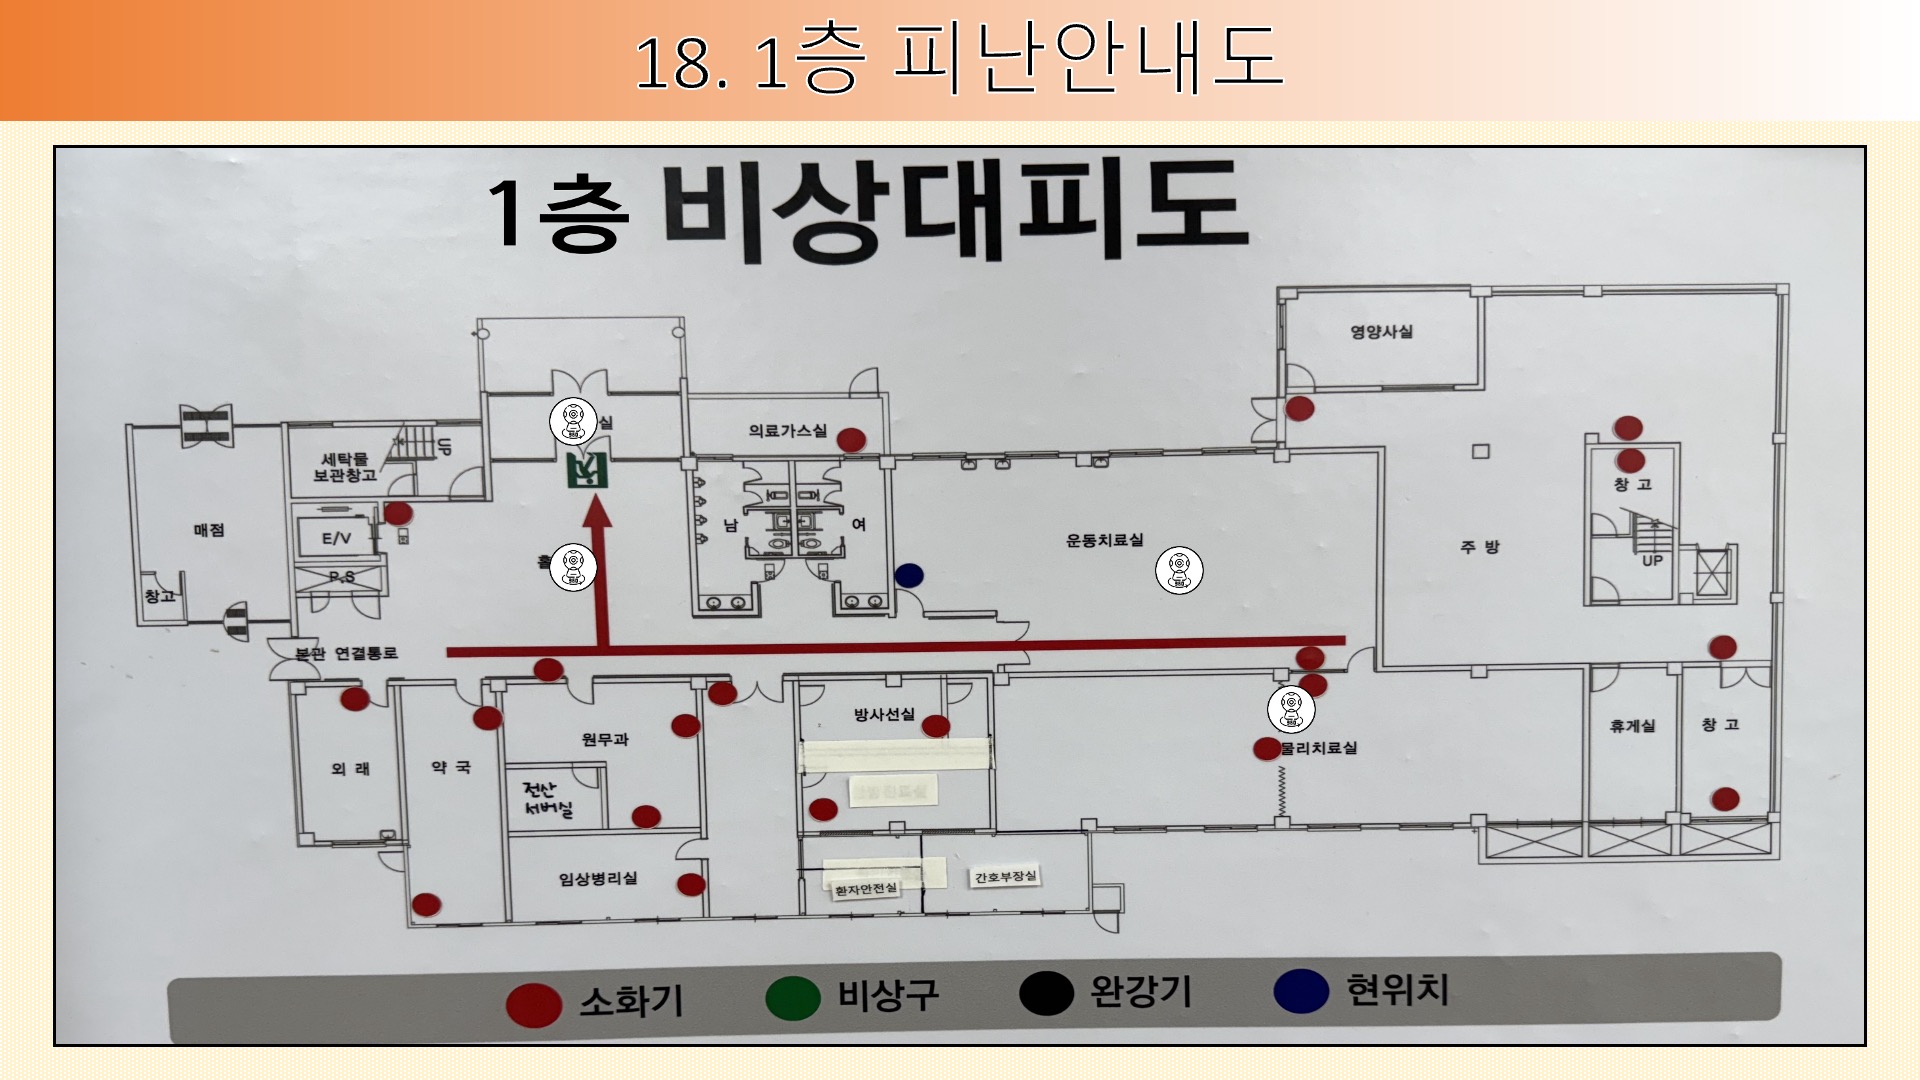 18. 1층 피난안내도
1층 비상대피도
영양사실
실
의료가스실
UP
세탁물
보관창고
창 고
남
여
매점
E/V
운동치료실
주 방
홀
UP
P.S
창고
본관 연결통로
방사선실
휴게실
창 고
원무과
물리치료실
외 래
약 국
전산
서버실
임상병리실
환자안전실
간호부장실
소화기
비상구
완강기
현위치